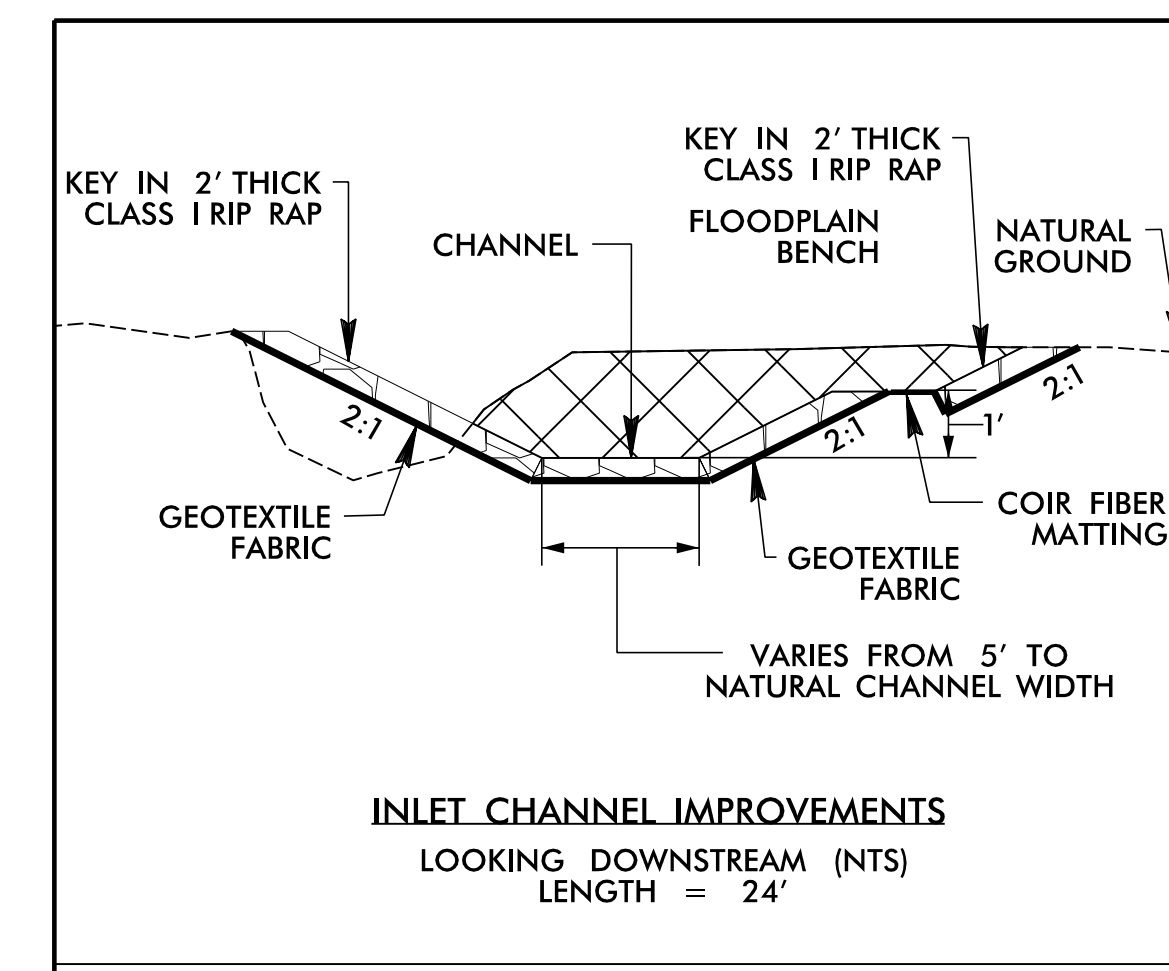 KEY IN 2' THICK
CLASS I RIP RAP
KEY IN 2' THICK
CLASS I RIP RAP
FLOODPLAIN
BENCH
CHANNEL
NATURAL
GROUND
2:1
2:1
2:1
1'
GEOTEXTILE
FABRIC
COIR FIBER
MATTING
GEOTEXTILE
FABRIC
VARIES FROM 5' TO
NATURAL CHANNEL WIDTH
INLET CHANNEL IMPROVEMENTS
LOOKING DOWNSTREAM (NTS)
LENGTH = 24'